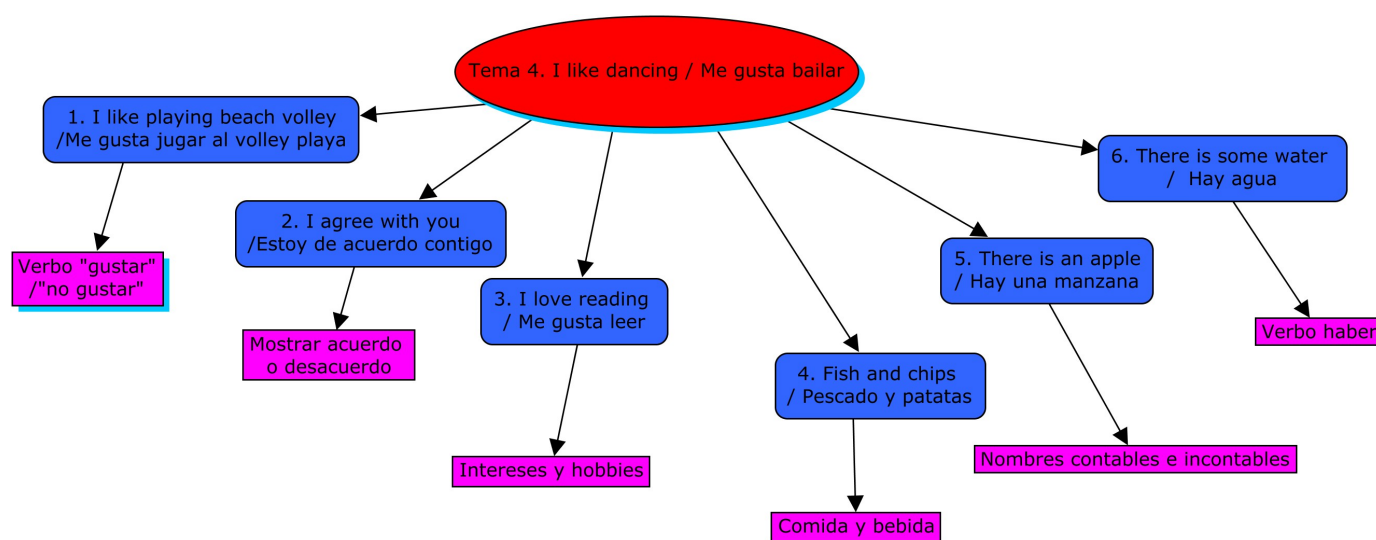 Tema 4. I like dancing / Me gusta bailar
1. I like playing beach volley
/Me gusta jugar al volley playa
Verbo "gustar"
/"no gustar"
2. I agree with you
/Estoy de acuerdo contigo
Mostrar acuerdo
o desacuerdo
3. I love reading
/ Me gusta leer
Intereses y hobbies
4. Fish and chips
/ Pescado y patatas
Comida y bebida
5. There is an apple
/ Hay una manzana
Nombres contables e incontables
6. There is some water
/ Hay agua
Verbo haber